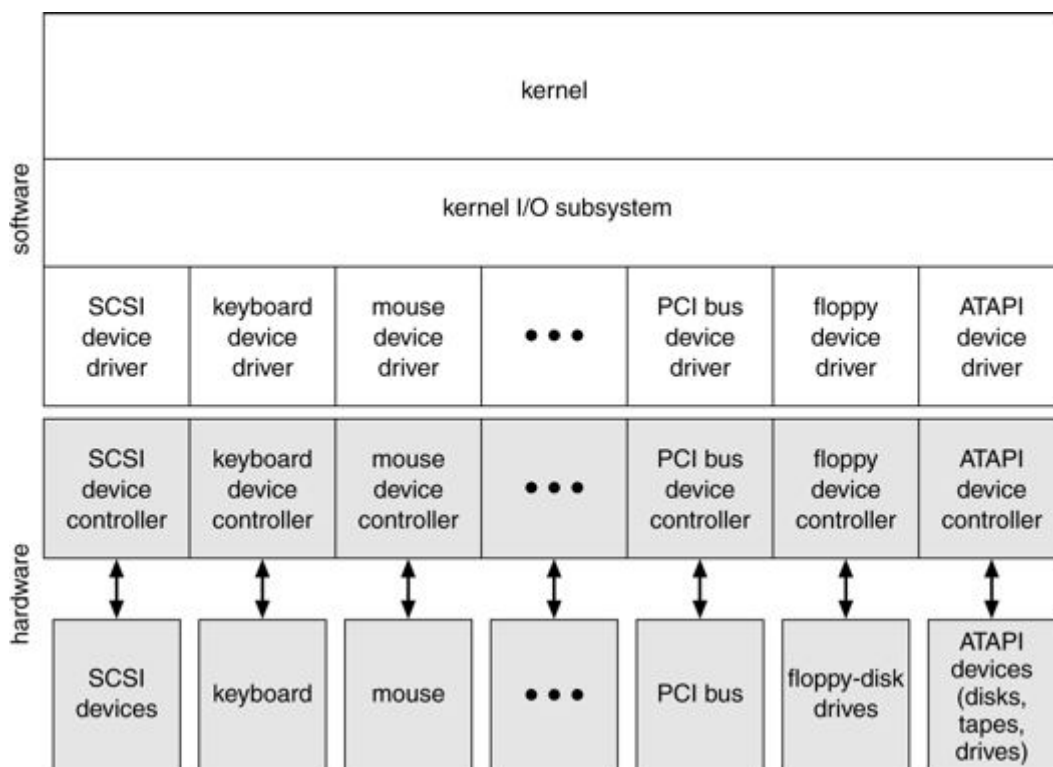 software
kernel
kernel I/O subsystem
SCSI
device
driver
keyboard
device
driver
mouse
device
driver
PCI bus
device
driver
floppy
device
driver
ATAPI
device
driver
hardware
SCSI
device
controller
keyboard
device
controller
mouse
device
controller
PCI bus
device
controller
floppy
device
controller
ATAPI
device
controller
SCSI
devices
keyboard
mouse
PCI bus
floppy-disk
drives
ATAPI
devices
(disks,
tapes,
drives)